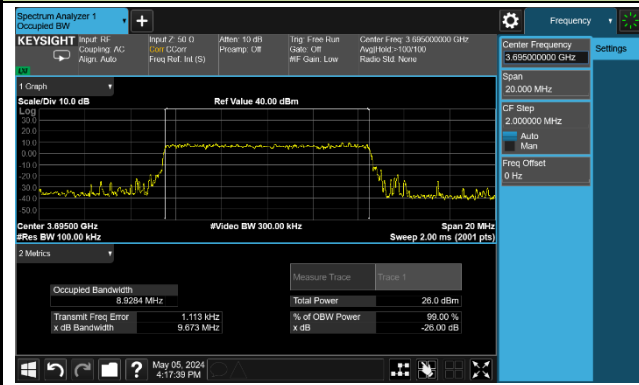 Spectrum Analyzer 1
Occupied BW
+
Frequency
KEYSIGHT
Input: RF
Coupling: AC
Align: Auto
Input Z: 50 Ω
Corr CCorr
Freq Ref: Int (S)
Atten: 10 dB
Preamp: Off
Trig: Free Run
Gate: Off
#IF Gain: Low
Center Freq: 3.695000000 GHz
Avg|Hold:>100/100
Radio Std: None
LV
Center Frequency
3.695000000 GHz
Settings
Span
20.000 MHz
CF Step
2.000000 MHz
Auto
Man
Freq Offset
0 Hz
1 Graph
Scale/Div 10.0 dB
Ref Value 40.00 dBm
Log
30.0
20.0
10.0
0.00
-10.0
-20.0
-30.0
-40.0
-50.0
Center 3.69500 GHz
#Video BW 300.00 kHz
Span 20 MHz
#Res BW 100.00 kHz
Sweep 2.00 ms (2001 pts)
2 Metrics
Measure Trace
Trace 1
Occupied Bandwidth
8.9284 MHz
Total Power
26.0 dBm
Transmit Freq Error
1.113 kHz
% of OBW Power
99.00 %
x dB Bandwidth
9.673 MHz
x dB
-26.00 dB
?
May 05, 2024
4:17:39 PM